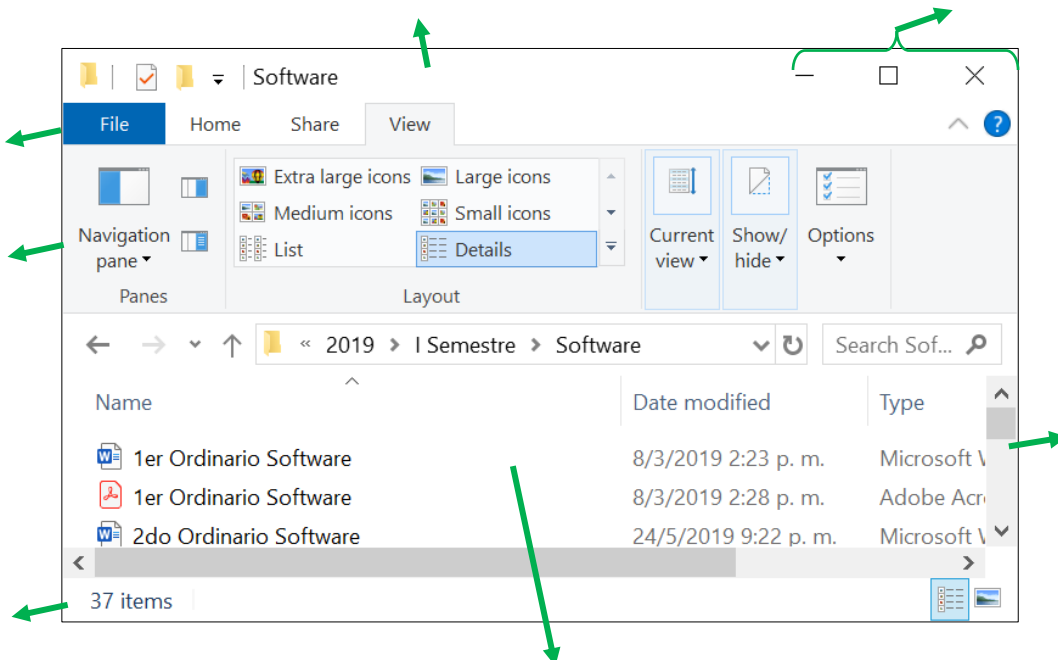 Software
File Home Share View
?
Extra large icons Large icons
Medium icons Small icons
List Details
Navigation pane
Current view
Show/ hide
Options
Panes
Layout
« 2019 > I Semestre > Software
Search Sof...
Name Date modified Type
1er Ordinario Software 8/3/2019 2:23 p. m. Microsoft
1er Ordinario Software 8/3/2019 2:28 p. m. Adobe Acr
2do Ordinario Software 24/5/2019 9:22 p. m. Microsoft
37 items